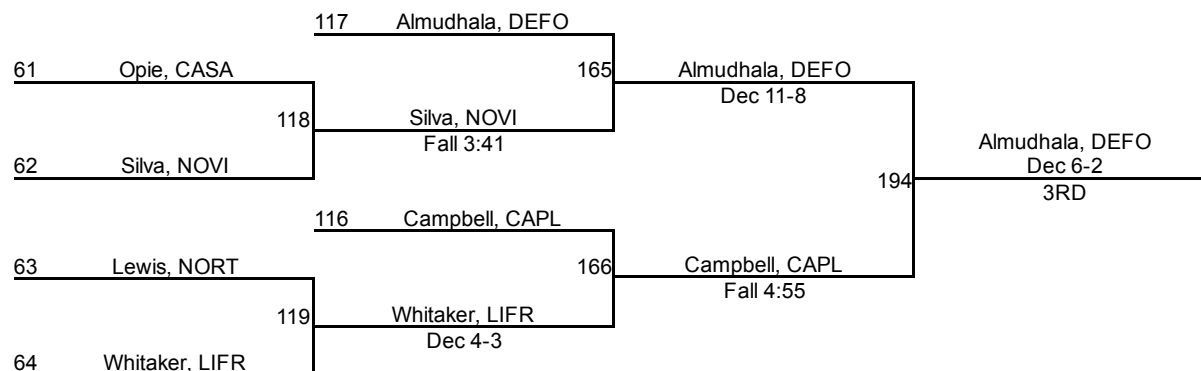 117 Almudhala, DEFO
61 Opie, CASA
165 Almudhala, DEFO
Dec 11-8
118 Silva, NOVI
Fall 3:41
Almudhala, DEFO
Dec 6-2
62 Silva, NOVI
194
3RD
116 Campbell, CAPL
63 Lewis, NORT
166 Campbell, CAPL
Fall 4:55
119 Whitaker, LIFR
Dec 4-3
64 Whitaker, LIFR